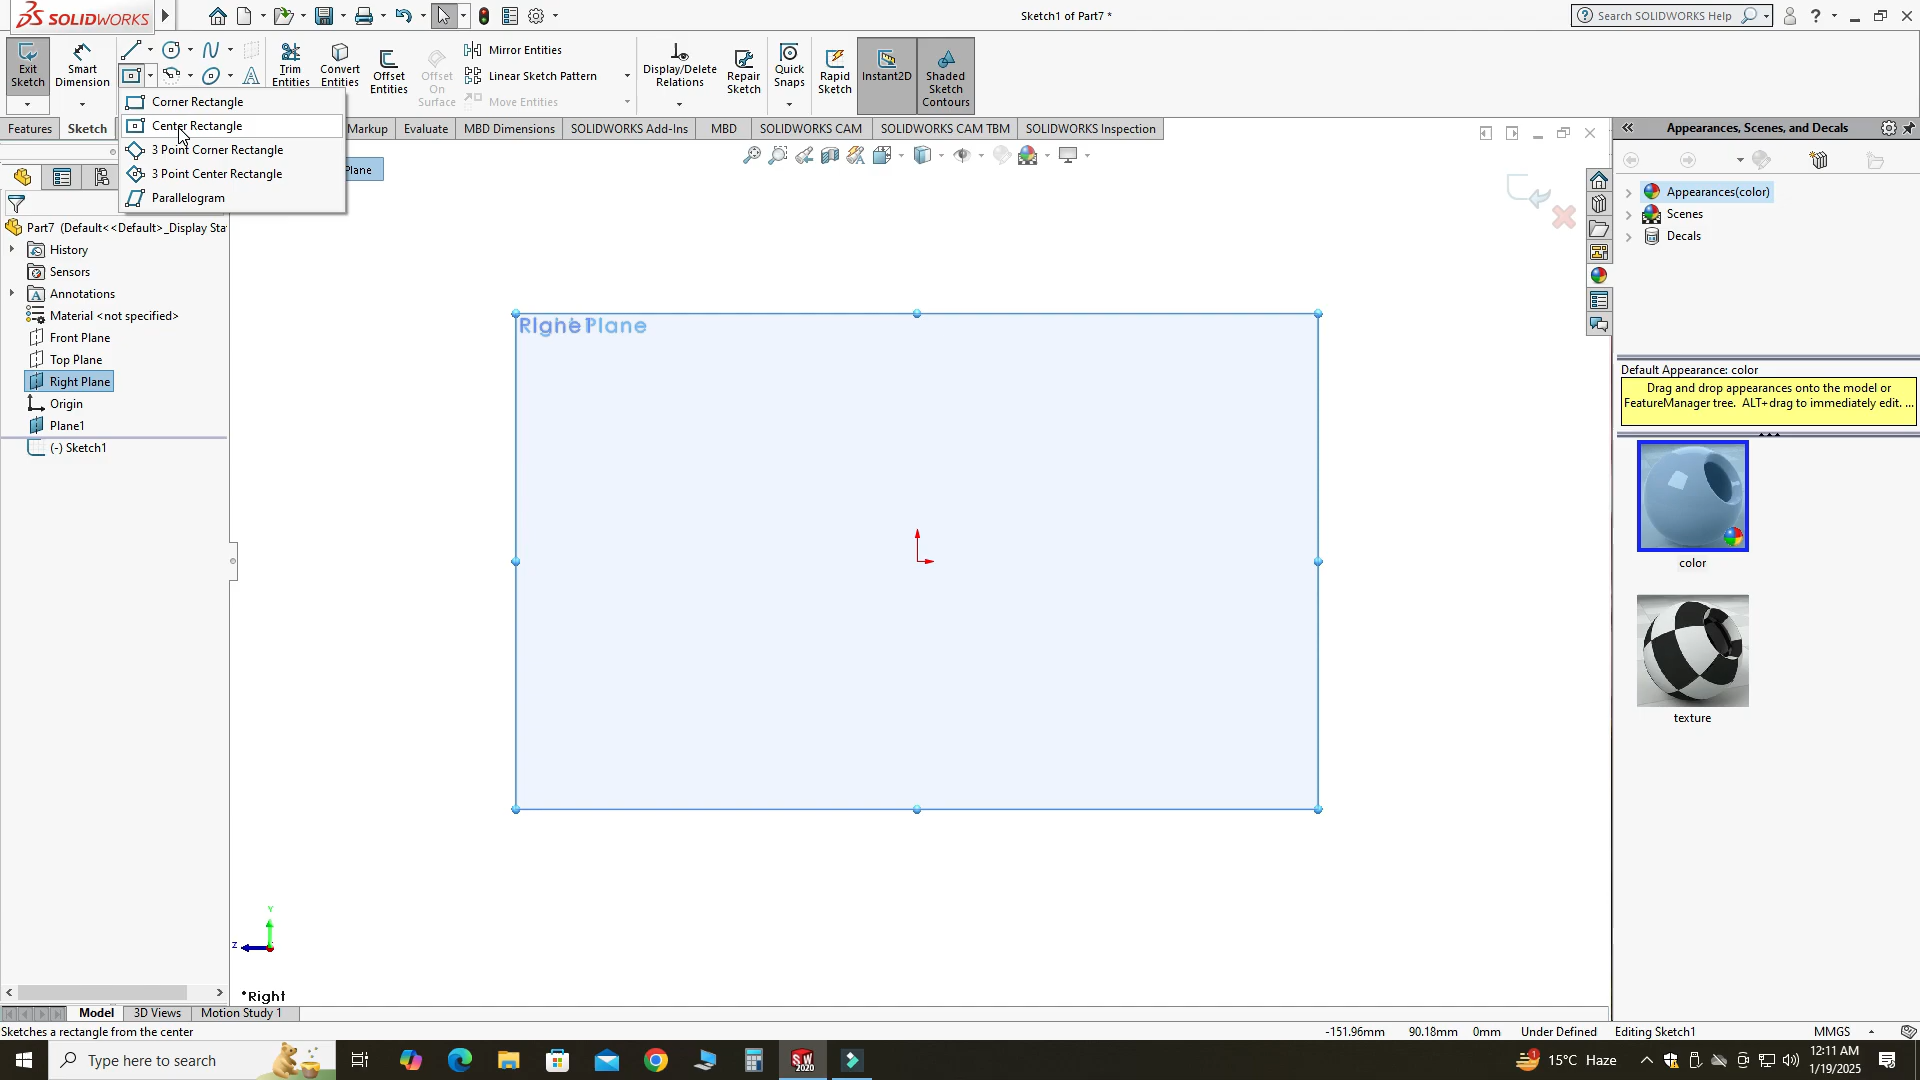 SOLIDWORKS
Sketch1 of Part7 *
Search SOLIDWORKS Help
Exit Sketch
Smart Dimension
Trim Entities
Convert Entities
Offset Entities
Offset On Surface
Mirror Entities
Linear Sketch Pattern
Move Entities
Display/Delete Relations
Repair Sketch
Quick Snaps
Rapid Sketch
Instant2D
Shaded Sketch Contours
Corner Rectangle
Center Rectangle
3 Point Corner Rectangle
3 Point Center Rectangle
Parallelogram
Features
Sketch
Markup
Evaluate
MBD Dimensions
SOLIDWORKS Add-Ins
MBD
SOLIDWORKS CAM
SOLIDWORKS CAM TBM
SOLIDWORKS Inspection
Plane
Part7 (Default<<Default>_Display Sta
History
Sensors
Annotations
Material <not specified>
Front Plane
Top Plane
Right Plane
Origin
Plane1
(-) Sketch1
Plane
Y
Z
*Right
Appearances, Scenes, and Decals
Appearances(color)
Scenes
Decals
Default Appearance: color
Drag and drop appearances onto the model or
FeatureManager tree. ALT+drag to immediately edit. ...
color
texture
Model
3D Views
Motion Study 1
Sketches a rectangle from the center
-151.96mm
90.18mm
0mm
Under Defined
Editing Sketch1
MMGS
Type here to search
SW
2020
15°C Haze
12:11 AM
1/19/2025